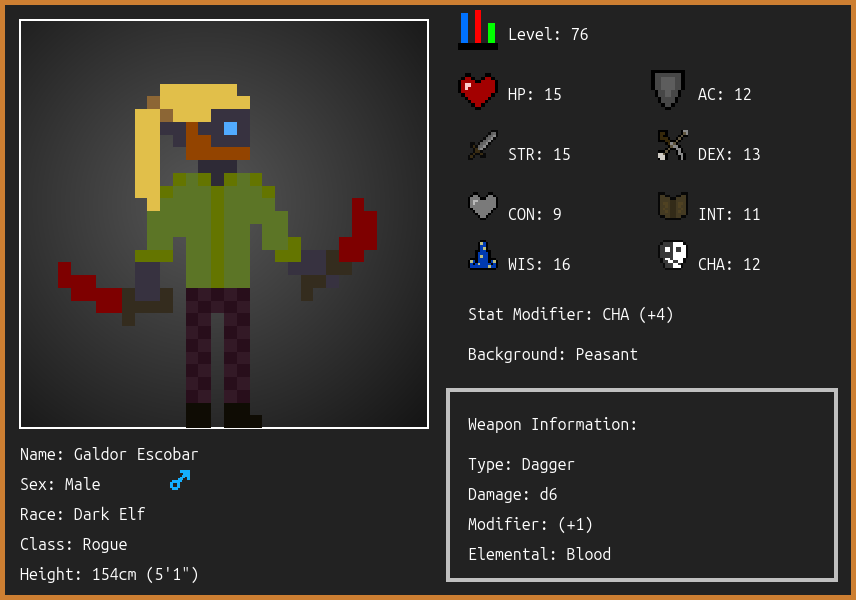 Level: 76
HP: 15
AC: 12
STR: 15
DEX: 13
CON: 9
INT: 11
WIS: 16
CHA: 12
Stat Modifier: CHA (+4)
Background: Peasant
Weapon Information:
Type: Dagger
Damage: d6
Modifier: (+1)
Elemental: Blood
Name: Galdor Escobar
Sex: Male
Race: Dark Elf
Class: Rogue
Height: 154cm (5'1")